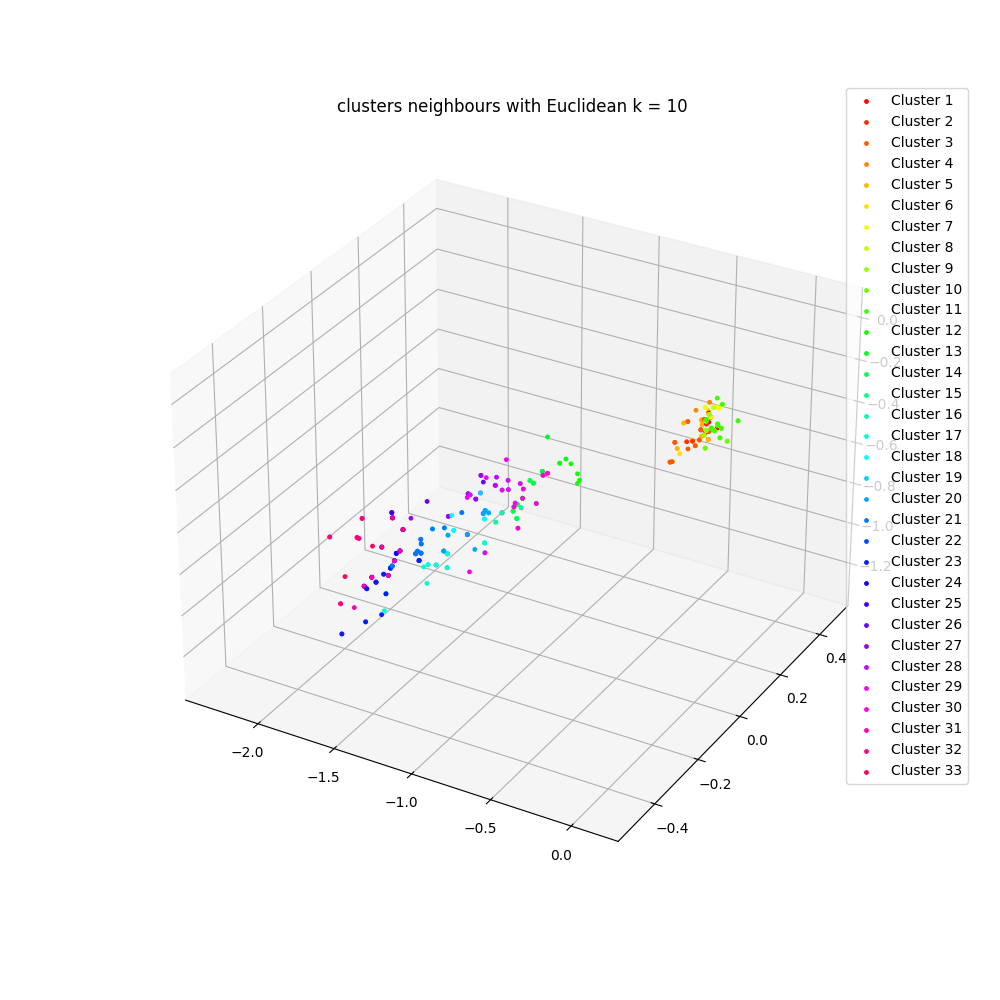 clusters neighbours with Euclidean k = 10
Cluster 1
Cluster 2
Cluster 3
Cluster 4
Cluster 5
Cluster 6
Cluster 7
Cluster 8
Cluster 9
Cluster 10
Cluster 11
Cluster 12
Cluster 13
Cluster 14
Cluster 15
Cluster 16
Cluster 17
Cluster 18
Cluster 19
Cluster 20
Cluster 21
Cluster 22
Cluster 23
Cluster 24
Cluster 25
Cluster 26
Cluster 27
Cluster 28
Cluster 29
Cluster 30
Cluster 31
Cluster 32
Cluster 33
0.0
−0.2
−0.4
−0.6
−0.8
−1.0
−1.2
0.4
0.2
0.0
−0.2
−0.4
−2.0
−1.5
−1.0
−0.5
0.0